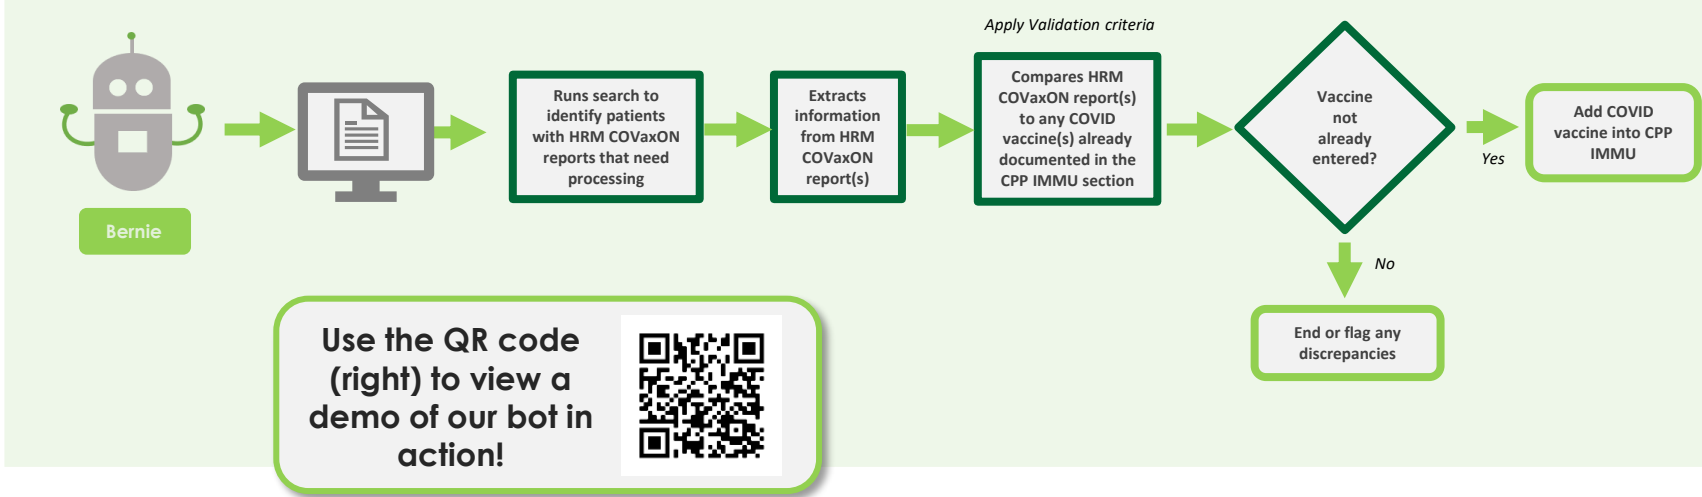 Apply Validation criteria
Bernie
Runs search to
identify patients
with HRM COVaxON
reports that need
processing
Extracts
information
from HRM
COVaxON
report(s)
Compares HRM
COVaxON report(s)
to any COVID
vaccine(s) already
documented in the
CPP IMMU section
Vaccine
not
already
entered?
Yes
Add COVID
vaccine into CPP
IMMU
No
End or flag any
discrepancies
Use the QR code
(right) to view a
demo of our bot in
action!